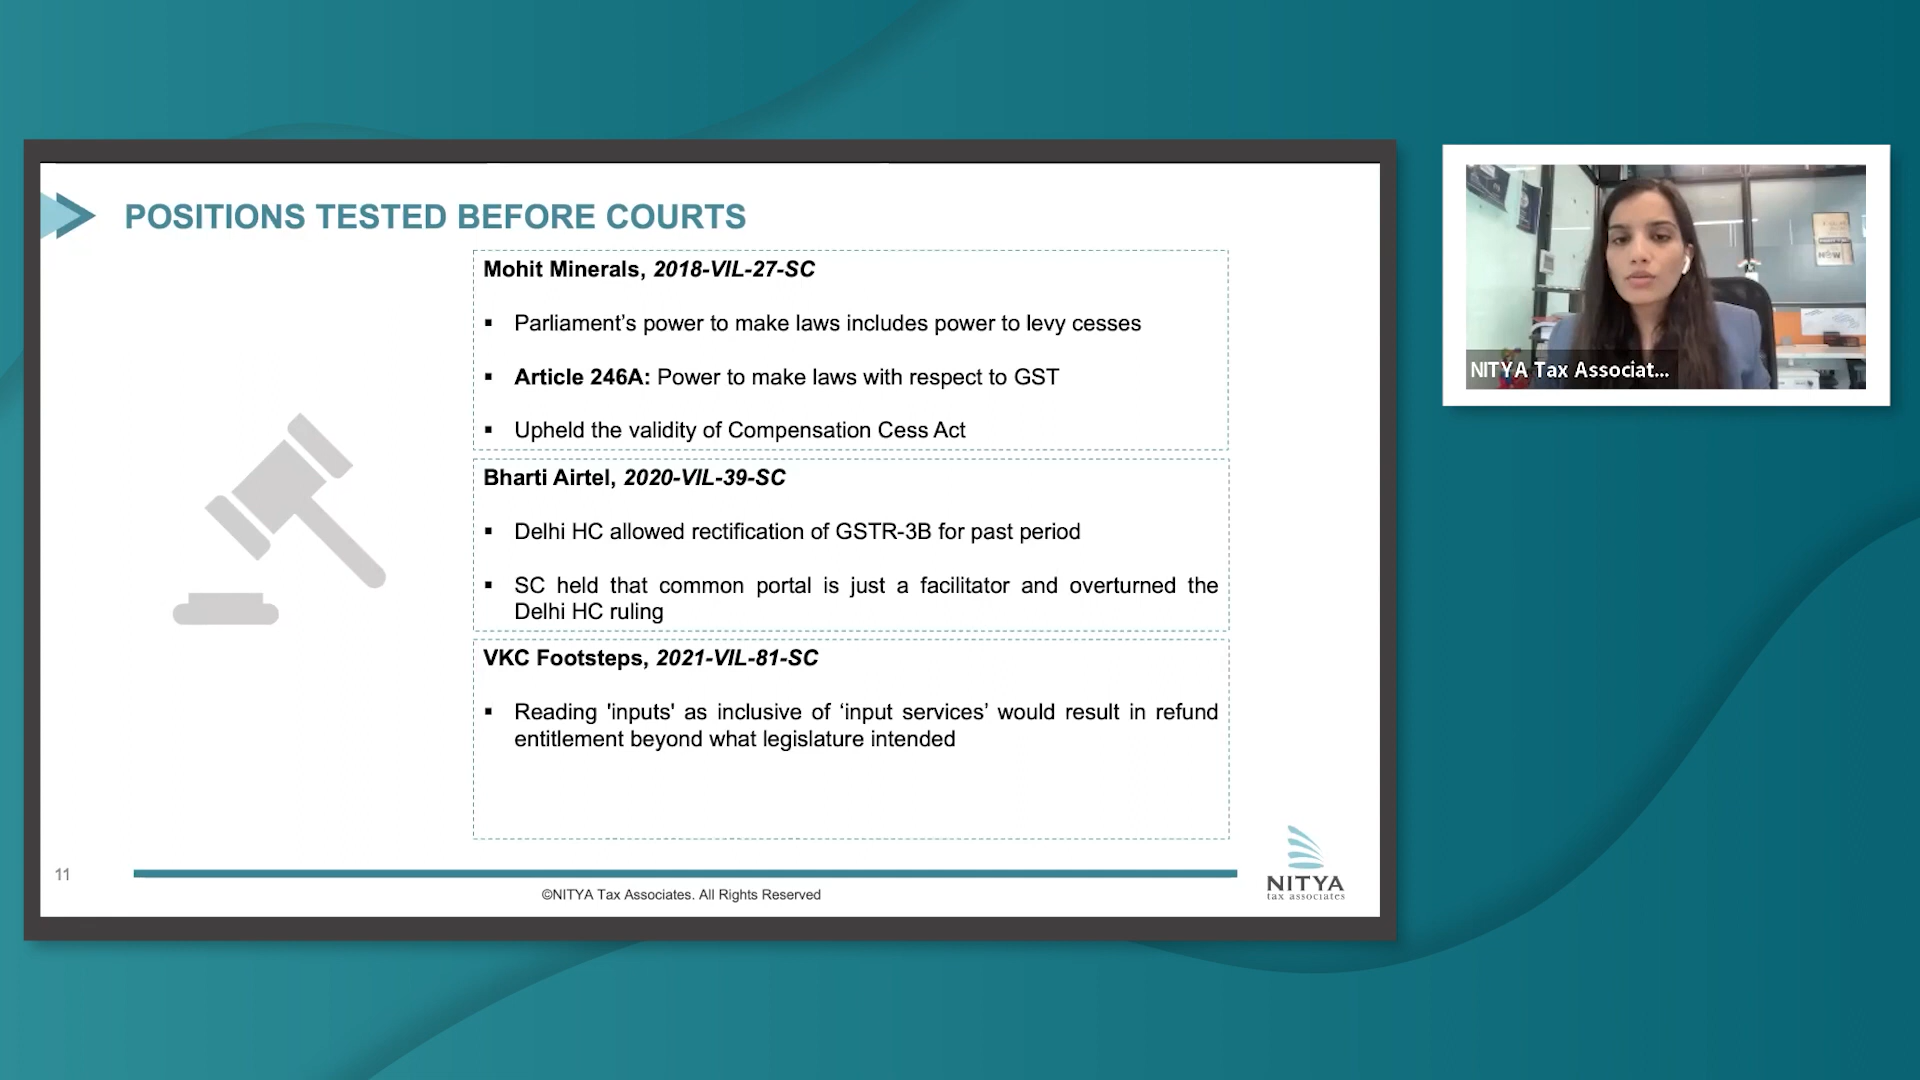 POSITIONS TESTED BEFORE COURTS
Mohit Minerals, 2018-VIL-27-SC
▪ Parliament’s power to make laws includes power to levy cesses
▪ Article 246A: Power to make laws with respect to GST
▪ Upheld the validity of Compensation Cess Act
Bharti Airtel, 2020-VIL-39-SC
▪ Delhi HC allowed rectification of GSTR-3B for past period
▪ SC held that common portal is just a facilitator and overturned the
Delhi HC ruling
VKC Footsteps, 2021-VIL-81-SC
▪ Reading 'inputs' as inclusive of ‘input services’ would result in refund
entitlement beyond what legislature intended
11
©NITYA Tax Associates. All Rights Reserved
NITYA
tax associates
NITYA Tax Associat...